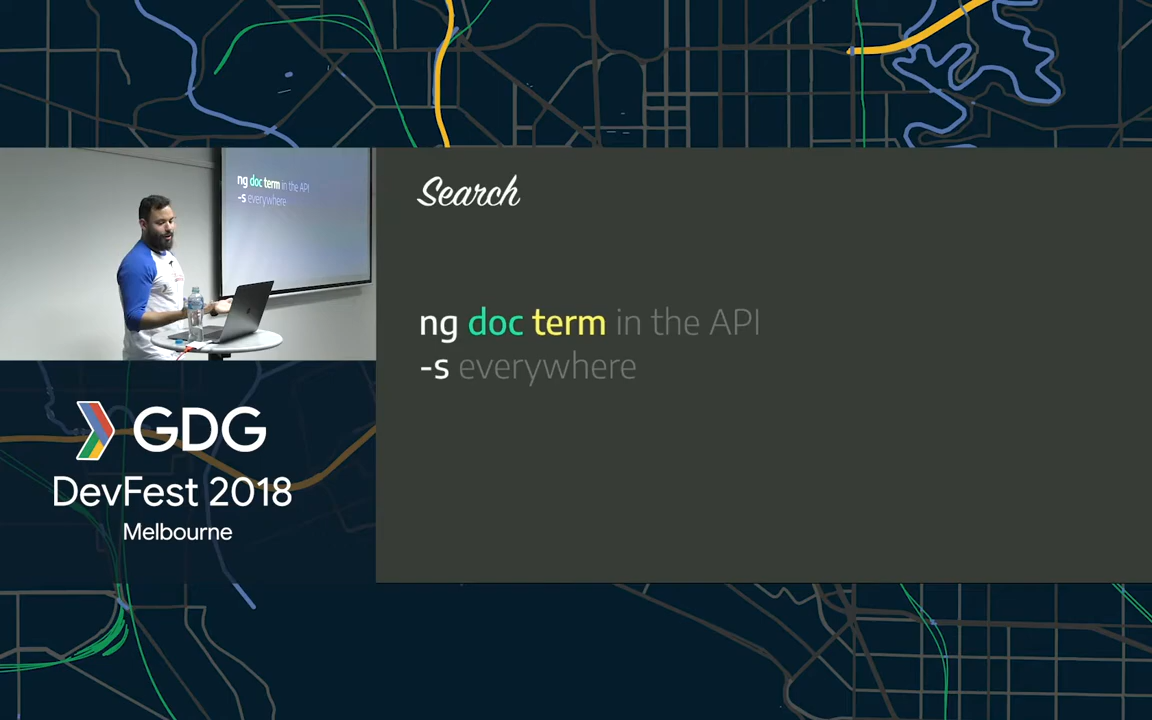 ng doc term in the API
-s everywhere
Search
ng doc term in the API
-s everywhere
GDG
DevFest 2018
Melbourne